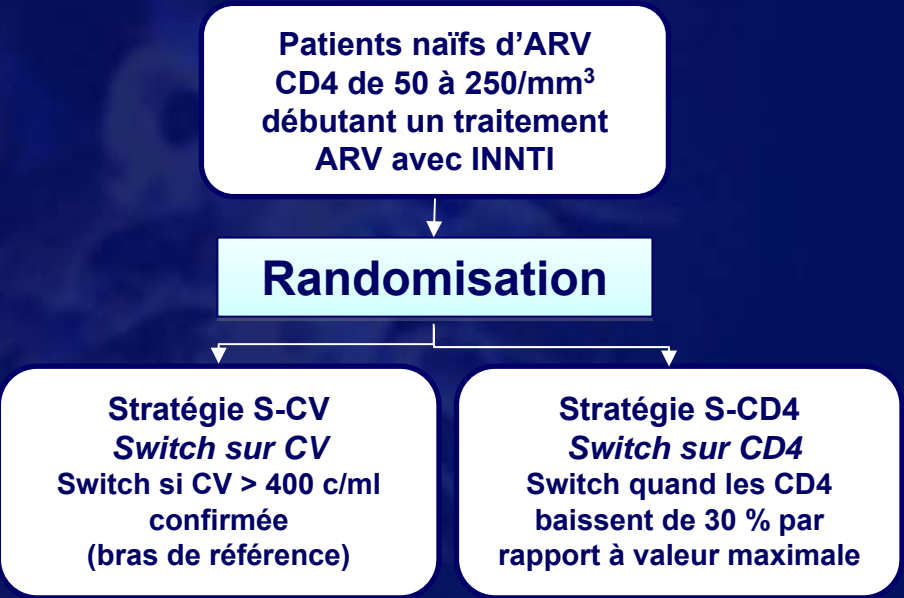 Patients naïfs d’ARV
CD4 de 50 à 250/mm³
débutant un traitement
ARV avec INNTI
Randomisation
Stratégie S-CV
Switch sur CV
Switch si CV > 400 c/ml
confirmée
(bras de référence)
Stratégie S-CD4
Switch sur CD4
Switch quand les CD4
baissent de 30 % par
rapport à valeur maximale